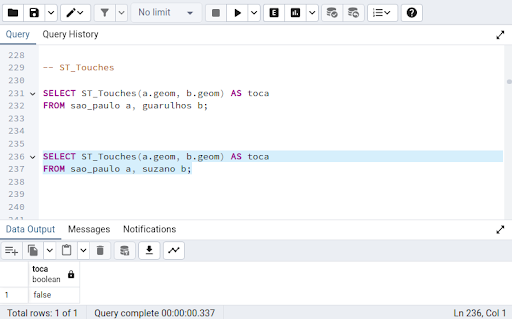 No limit
Query Query History
228
229 -- ST_Touches
230
231 SELECT ST_Touches(a.geom, b.geom) AS toca
232 FROM sao_paulo a, guarulhos b;
233
234
235
236 SELECT ST_Touches(a.geom, b.geom) AS toca
237 FROM sao_paulo a, suzano b;
238
239
240
241
Data Output Messages Notifications
toca
boolean
1 false
Total rows: 1 of 1 Query complete 00:00:00.337 Ln 236, Col 1